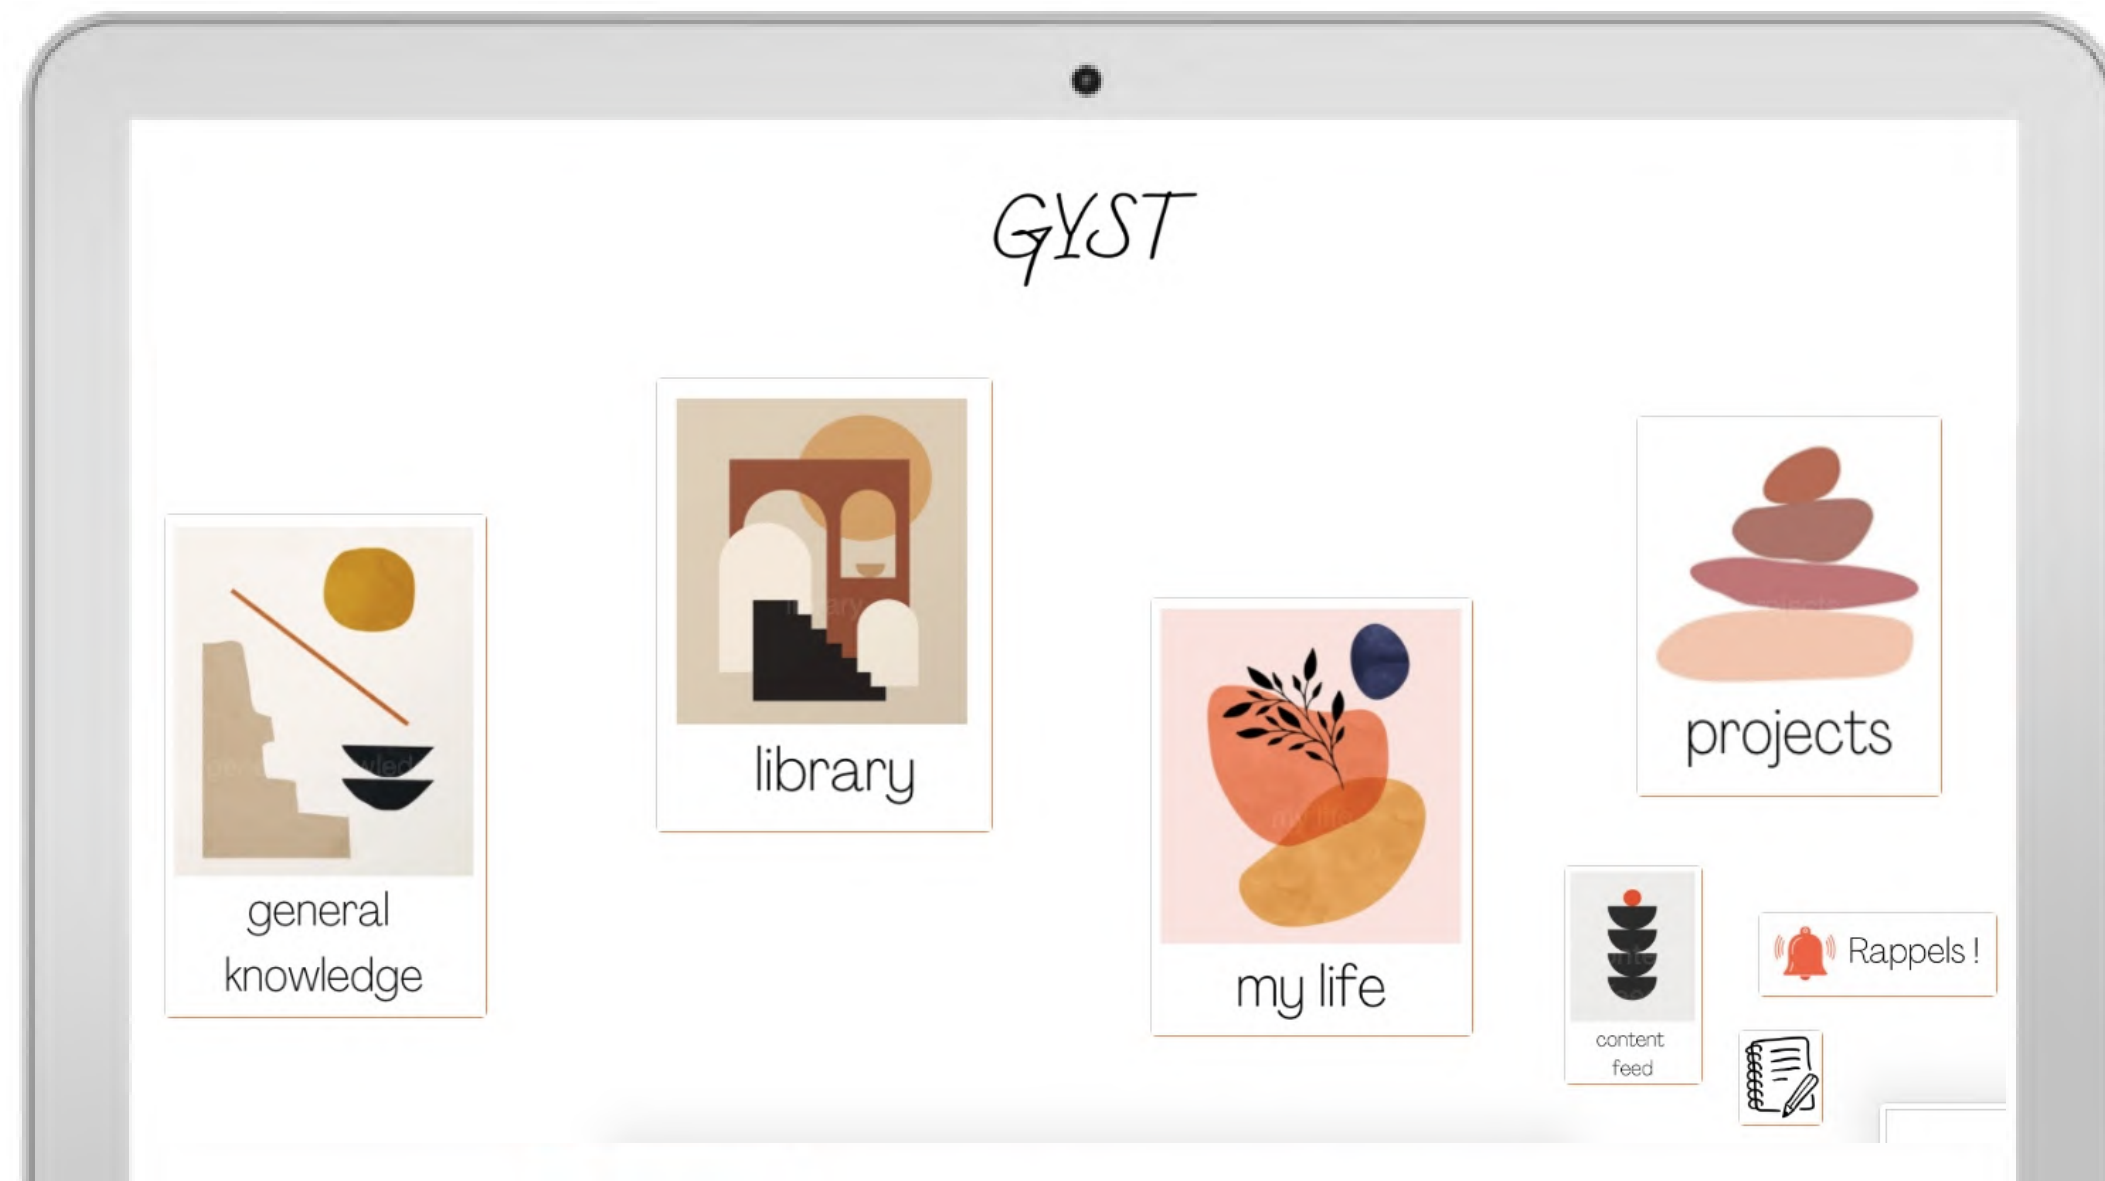 GYST
library
projects
general
knowledge
my life
Rappels !
content
feed